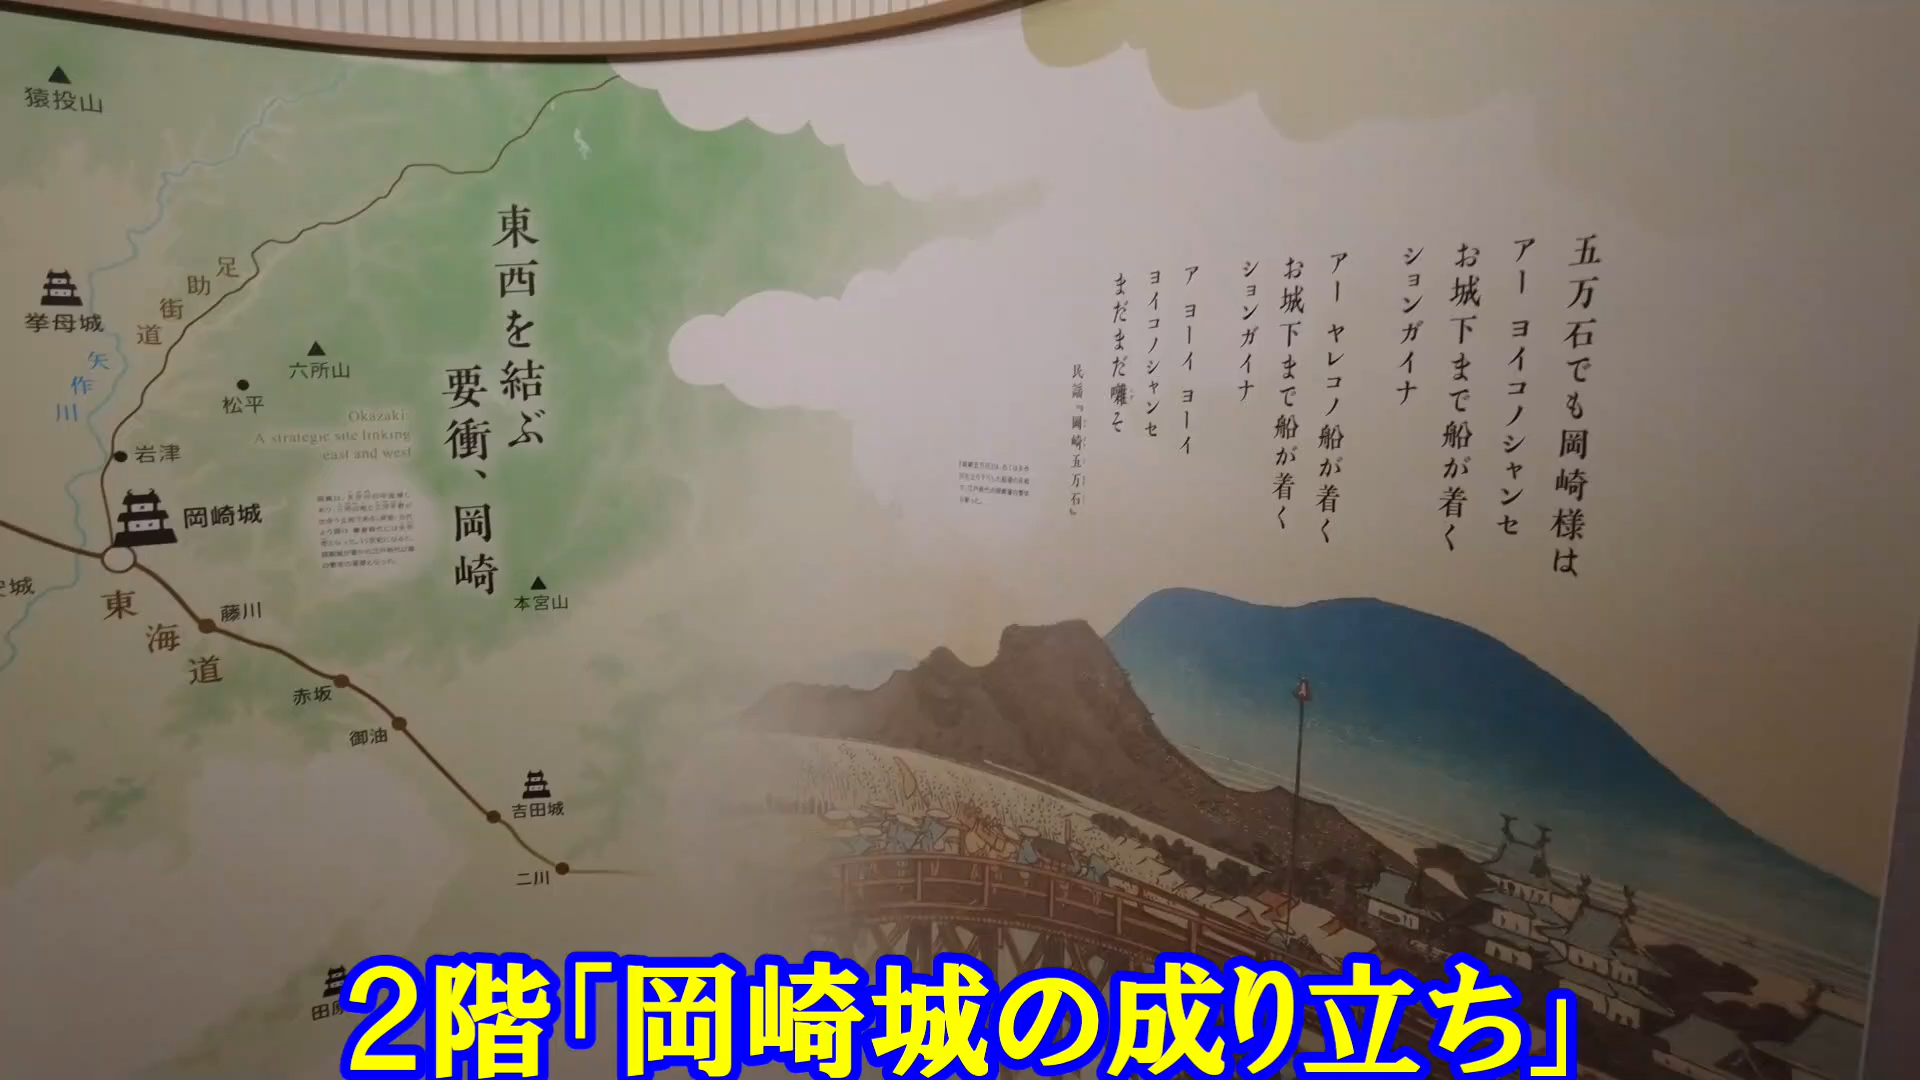 猿投山
挙母城
足助街道
矢作川
六所山
松平
岩津
岡崎城
東海道
藤川
赤坂
御油
吉田城
二川
本宮山
東西を結ぶ
要衝、岡崎
Okazaki:
A strategic site linking
east and west
五万石でも岡崎様は
アー ヨイコノシャンセ
お城下まで船が着く
ションガイナ
アー ヤレコノ船が着く
お城下まで船が着く
ションガイナ
ア ヨーイ ヨーイ
ヨイコノシャンセ
まだまだ囃そ
民謡『岡崎五万石』
２階「岡崎城の成り立ち」